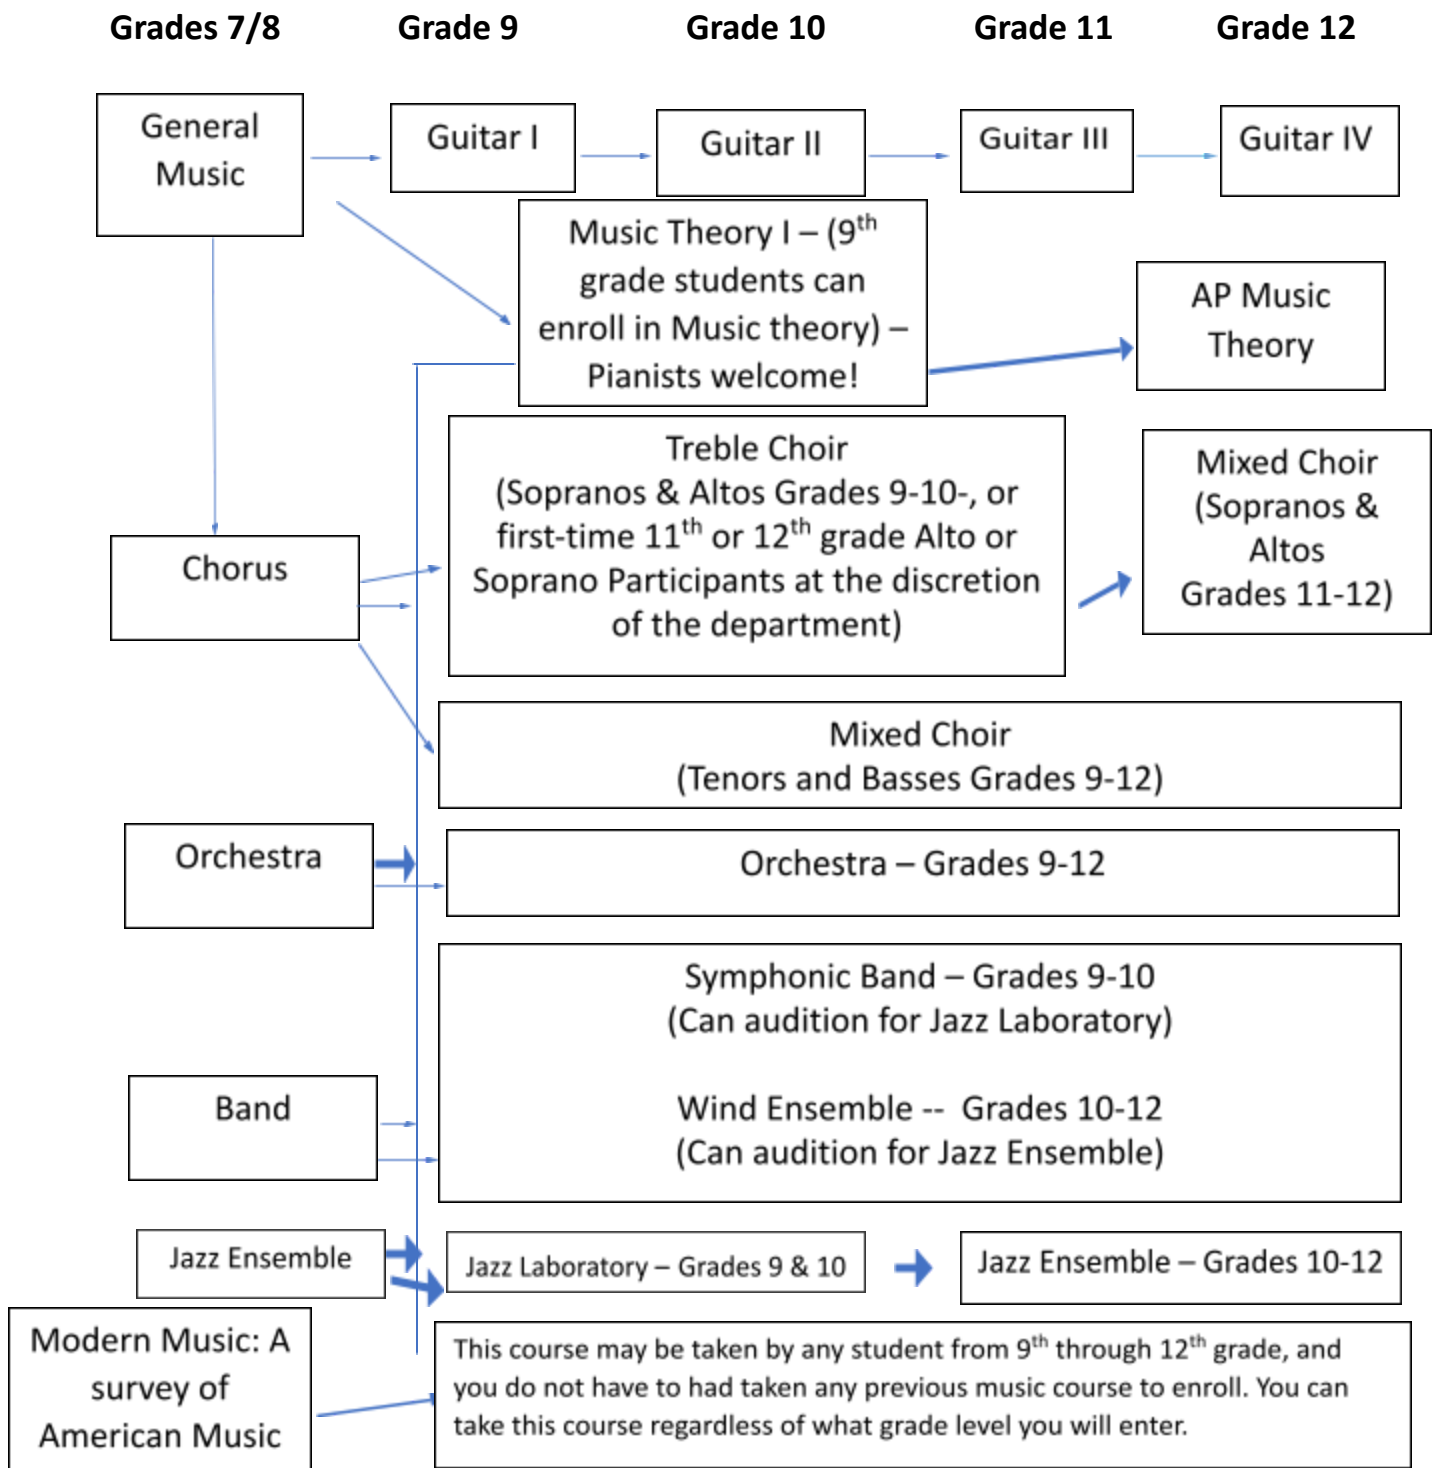 Grades 7/8
Grade 9
Grade 10
Grade 11
Grade 12
General
Music
Guitar I
Guitar II
Guitar III
Guitar IV
Music Theory I – (9th
grade students can
enroll in Music theory) –
Pianists welcome!
AP Music
Theory
Chorus
Treble Choir
(Sopranos & Altos Grades 9-10-, or
first-time 11th or 12th grade Alto or
Soprano Participants at the discretion
of the department)
Mixed Choir
(Sopranos &
Altos
Grades 11-12)
Mixed Choir
(Tenors and Basses Grades 9-12)
Orchestra
Orchestra – Grades 9-12
Band
Symphonic Band – Grades 9-10
(Can audition for Jazz Laboratory)
Wind Ensemble -- Grades 10-12
(Can audition for Jazz Ensemble)
Jazz Ensemble
Jazz Laboratory – Grades 9 & 10
Jazz Ensemble – Grades 10-12
Modern Music: A
survey of
American Music
This course may be taken by any student from 9th through 12th grade, and
you do not have to had taken any previous music course to enroll. You can
take this course regardless of what grade level you will enter.